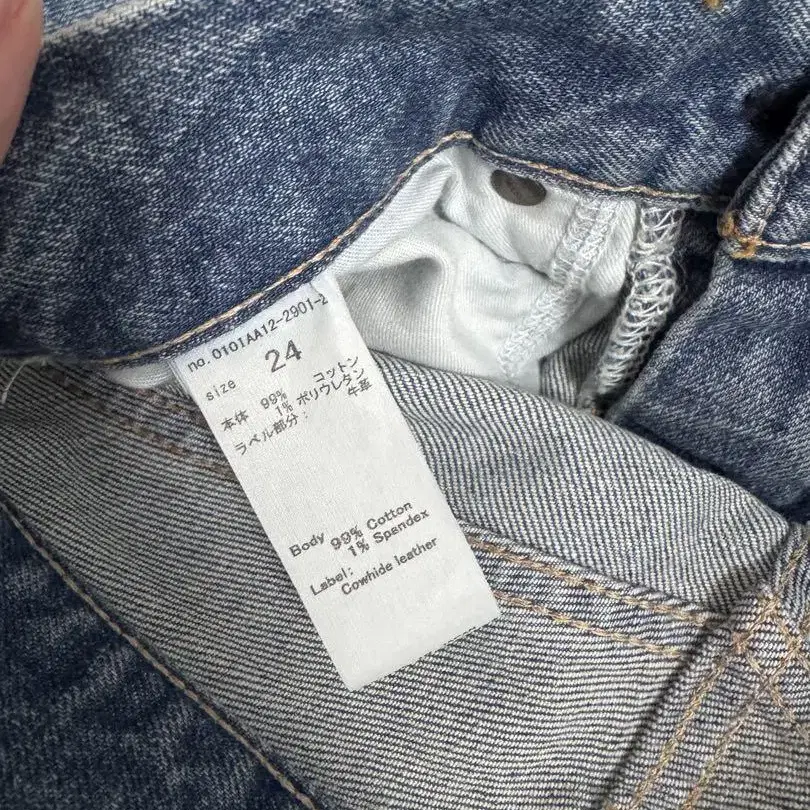 no. 0101AA12-2901-2
size 24
本体 99% コットン
1% ポリウレタン
ラベル部分: 牛革
Body 99% Cotton
1% Spandex
Label:
Cowhide leather